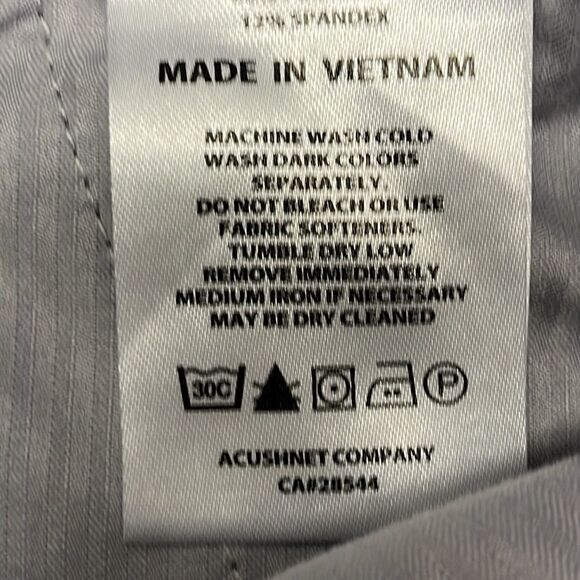 12% SPANDEX
MADE IN VIETNAM
MACHINE WASH COLD
WASH DARK COLORS
SEPARATELY.
DO NOT BLEACH OR USE
FABRIC SOFTENERS.
TUMBLE DRY LOW
REMOVE IMMEDIATELY
MEDIUM IRON IF NECESSARY
MAY BE DRY CLEANED
30C P
ACUSHNET COMPANY
CA#28544